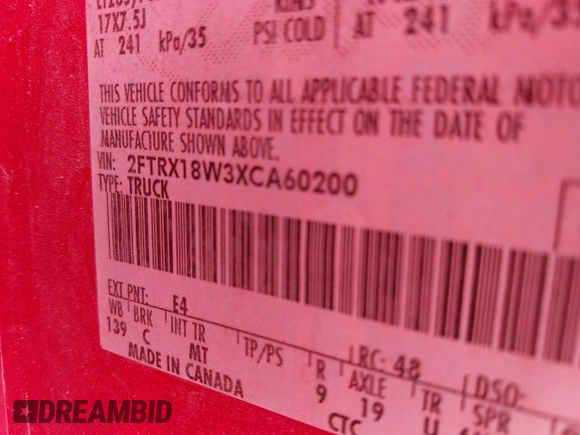 17X7.5J
AT 241 kPa/35 PSI COLD AT 241
THIS VEHICLE CONFORMS TO ALL APPLICABLE FEDERAL MOTO
VEHICLE SAFETY STANDARDS IN EFFECT ON THE DATE OF
MANUFACTURE SHOWN ABOVE.
VIN: 2FTRX18W3XCA60200
TYPE: TRUCK
EXT PNT: E4 RC: 48 DSO:
WB BRK INT TR TP/PS R AXLE TR SPR
139 C MT 9 19 U
MADE IN CANADA CTC
DREAMBID